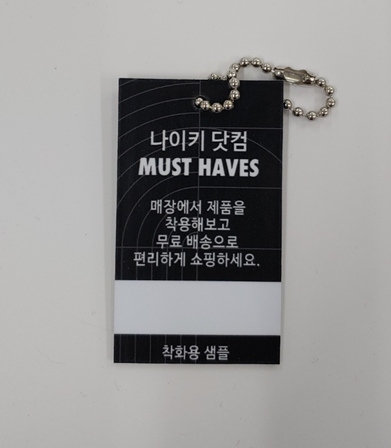 나이키 닷컴
MUST HAVES
매장에서 제품을
착용해보고
무료 배송으로
편리하게 쇼핑하세요.
착화용 샘플